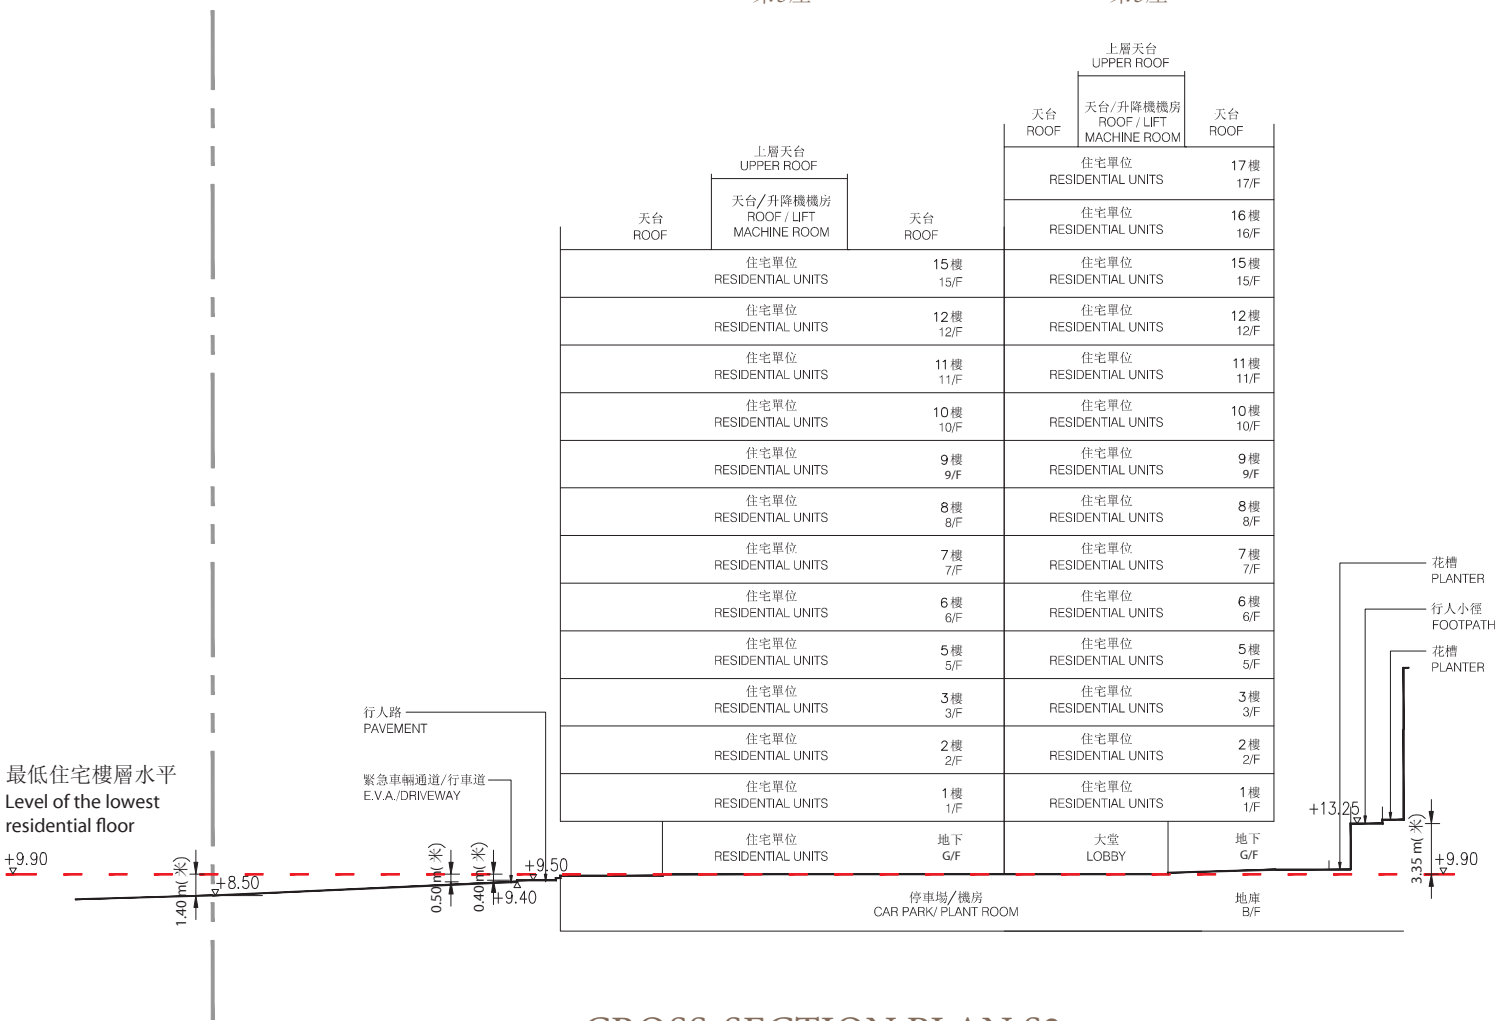 上層天台
UPPER ROOF
天台
ROOF
天台/升降機機房
ROOF / LIFT
MACHINE ROOM
天台
ROOF
上層天台
UPPER ROOF
天台
ROOF
天台/升降機機房
ROOF / LIFT
MACHINE ROOM
天台
ROOF
住宅單位
RESIDENTIAL UNITS
17樓
17/F
住宅單位
RESIDENTIAL UNITS
16樓
16/F
住宅單位
RESIDENTIAL UNITS
15樓
15/F
住宅單位
RESIDENTIAL UNITS
15樓
15/F
住宅單位
RESIDENTIAL UNITS
12樓
12/F
住宅單位
RESIDENTIAL UNITS
12樓
12/F
住宅單位
RESIDENTIAL UNITS
11樓
11/F
住宅單位
RESIDENTIAL UNITS
11樓
11/F
住宅單位
RESIDENTIAL UNITS
10樓
10/F
住宅單位
RESIDENTIAL UNITS
10樓
10/F
住宅單位
RESIDENTIAL UNITS
9樓
9/F
住宅單位
RESIDENTIAL UNITS
9樓
9/F
住宅單位
RESIDENTIAL UNITS
8樓
8/F
住宅單位
RESIDENTIAL UNITS
8樓
8/F
住宅單位
RESIDENTIAL UNITS
7樓
7/F
住宅單位
RESIDENTIAL UNITS
7樓
7/F
住宅單位
RESIDENTIAL UNITS
6樓
6/F
住宅單位
RESIDENTIAL UNITS
6樓
6/F
住宅單位
RESIDENTIAL UNITS
5樓
5/F
住宅單位
RESIDENTIAL UNITS
5樓
5/F
住宅單位
RESIDENTIAL UNITS
3樓
3/F
住宅單位
RESIDENTIAL UNITS
3樓
3/F
住宅單位
RESIDENTIAL UNITS
2樓
2/F
住宅單位
RESIDENTIAL UNITS
2樓
2/F
住宅單位
RESIDENTIAL UNITS
1樓
1/F
住宅單位
RESIDENTIAL UNITS
1樓
1/F
住宅單位
RESIDENTIAL UNITS
地下
G/F
大堂
LOBBY
地下
G/F
停車場/機房
CAR PARK/ PLANT ROOM
地庫
B/F
花槽
PLANTER
行人小徑
FOOTPATH
花槽
PLANTER
行人路
PAVEMENT
緊急車輛通道/行車道
E.V.A./DRIVEWAY
最低住宅樓層水平
Level of the lowest
residential floor
+9.90
1.40 m(米)
+8.50
0.50 m(米)
0.40 m(米)
+9.50
+9.40
+13.25
3.35 m(米)
+9.90